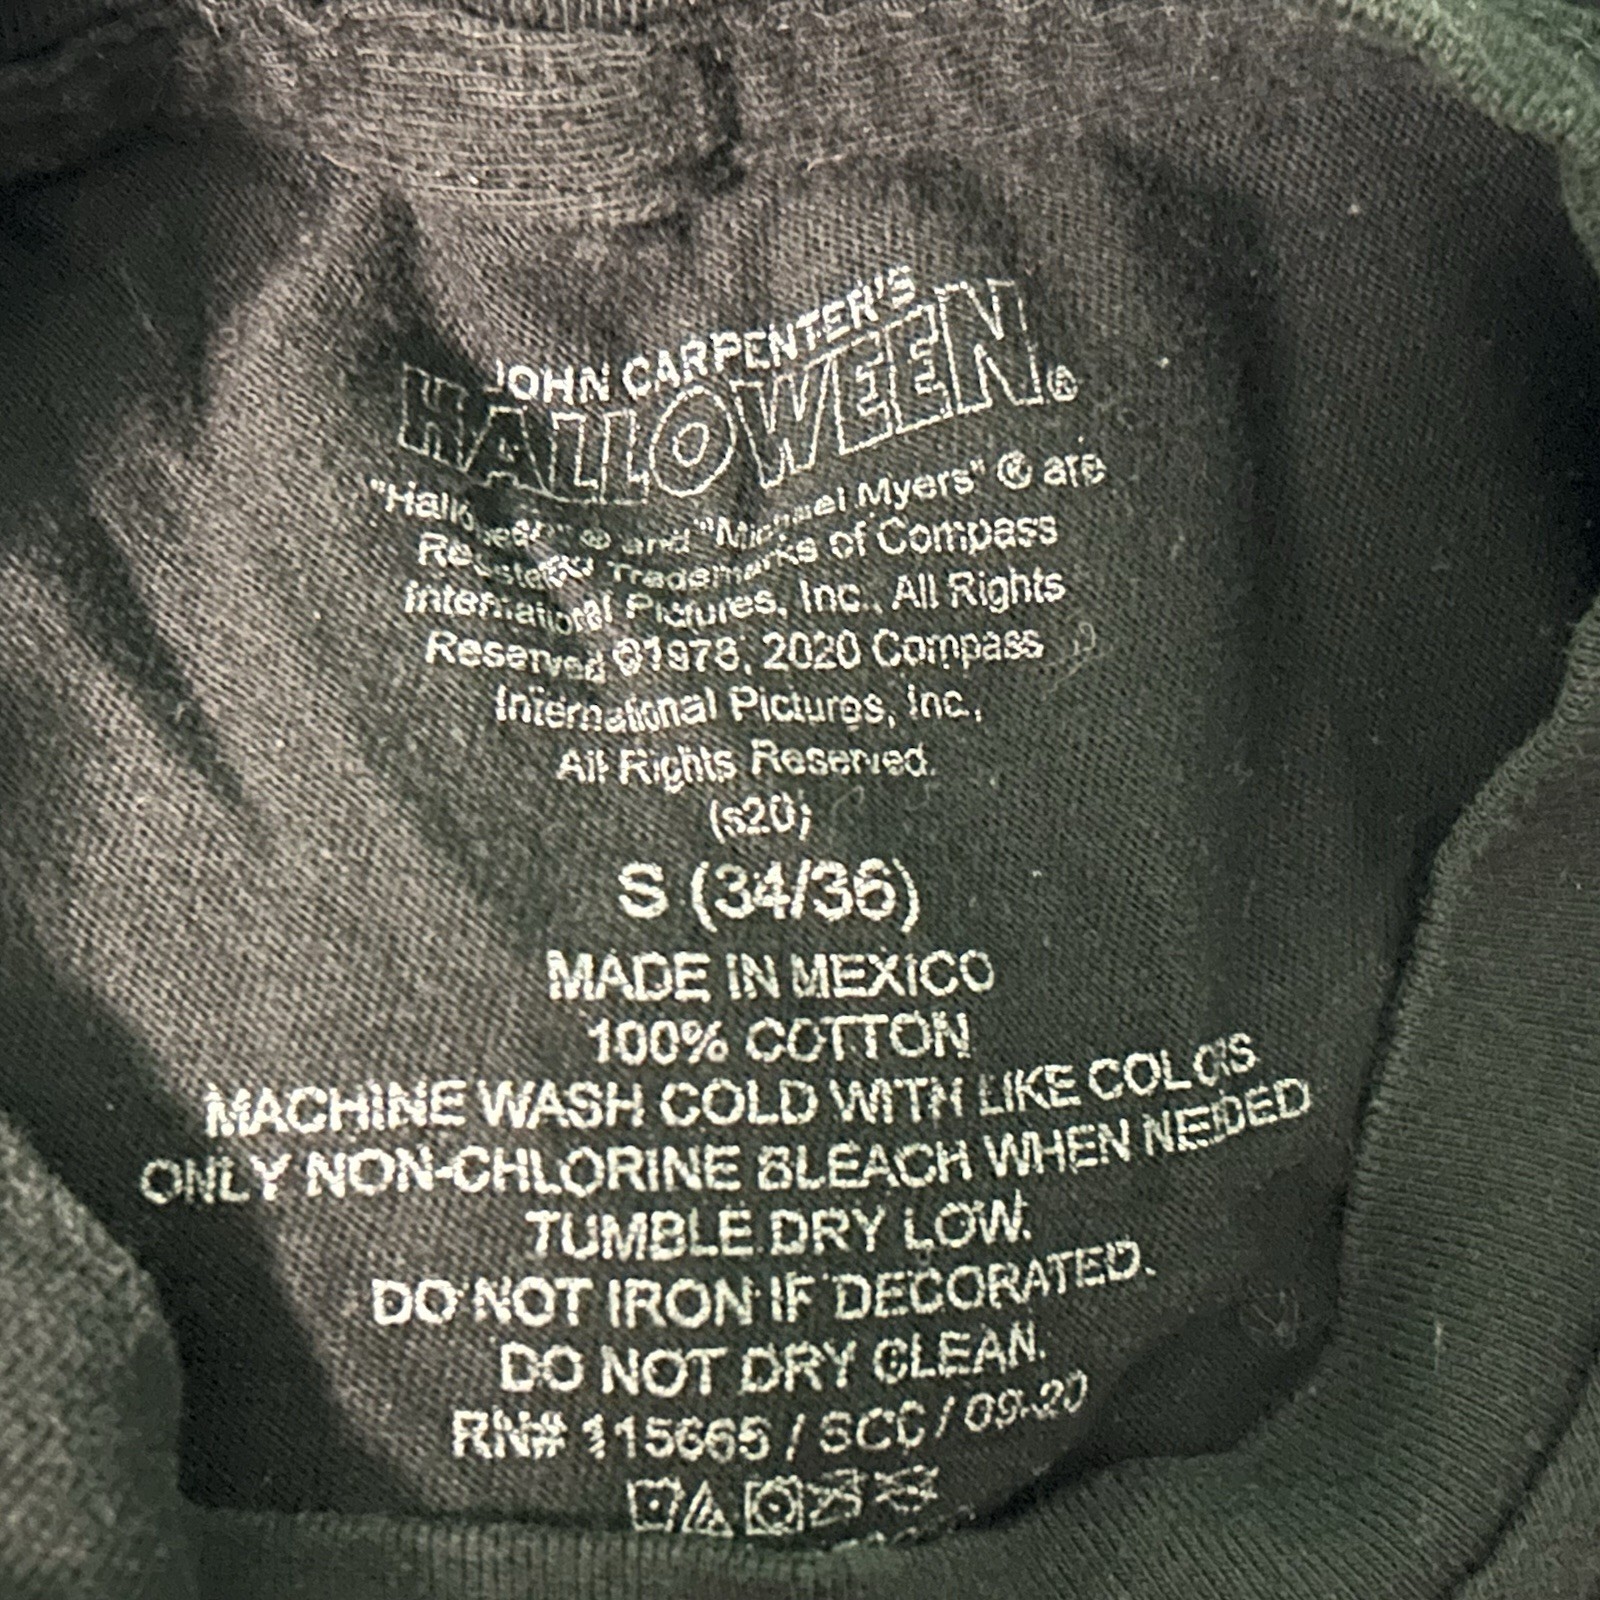 JOHN CARPENTER'S
HALLOWEEN®
"Halloween" ® and "Michael Myers" ® are
Registered Trademarks of Compass
International Pictures, Inc., All Rights
Reserved ©1978, 2020 Compass
International Pictures, Inc.,
All Rights Reserved.
(s20)
S (34/36)
MADE IN MEXICO
100% COTTON
MACHINE WASH COLD WITH LIKE COLORS
ONLY NON-CHLORINE BLEACH WHEN NEEDED
TUMBLE DRY LOW.
DO NOT IRON IF DECORATED.
DO NOT DRY CLEAN.
RN# 115665 / SCC / 09-20